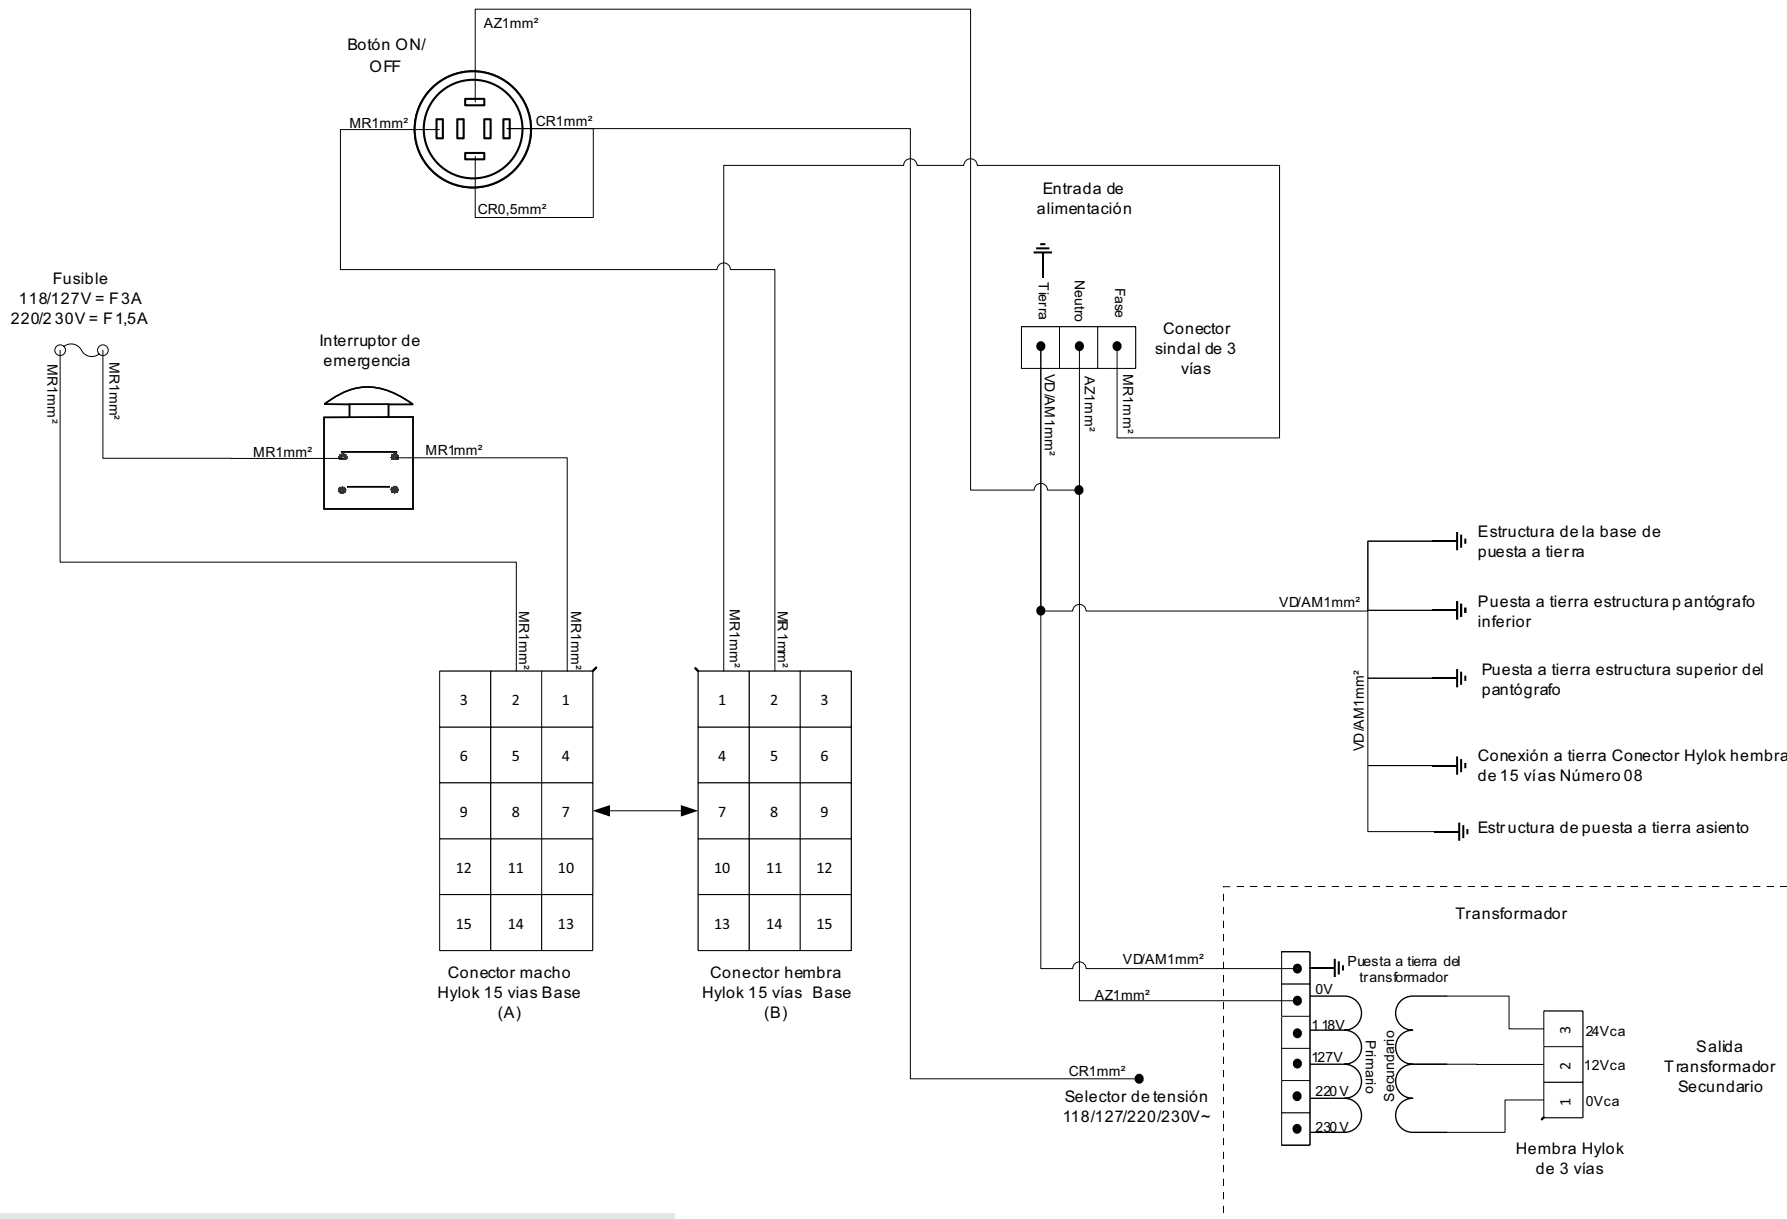 AZ1mm²
Botón ON/
OFF
MR1mm²
CR1mm²
CR0,5mm²
Entrada de
alimentación
Tierra
Neutro
Fase
Conector
sindal de 3
vías
VD/AM1mm²
AZ1mm²
MR1mm²
Fusible
118/127V = F3A
220/230V = F1,5A
MR1mm²
MR1mm²
Interruptor de
emergencia
MR1mm²
MR1mm²
MR1mm²
MR1mm²
MR1mm²
MR1mm²
3 2 1
6 5 4
9 8 7
12 11 10
15 14 13
Conector macho
Hylok 15 vias Base
(A)
1 2 3
4 5 6
7 8 9
10 11 12
13 14 15
Conector hembra
Hylok 15 vías Base
(B)
VD/AM1mm²
VD/AM1mm²
Estructura de la base de
puesta a tierra
Puesta a tierra estructura pantógrafo
inferior
Puesta a tierra estructura superior del
pantógrafo
Conexión a tierra Conector Hylok hembra
de 15 vías Número 08
Estructura de puesta a tierra asiento
Transformador
VD/AM1mm²
Puesta a tierra del
transformador
AZ1mm²
0V
118V
127V
220V
230V
Primario
Secundario
3
2
1
24Vca
12Vca
0Vca
Salida
Transformador
Secundario
Hembra Hylok
de 3 vías
CR1mm²
Selector de tensión
118/127/220/230V~